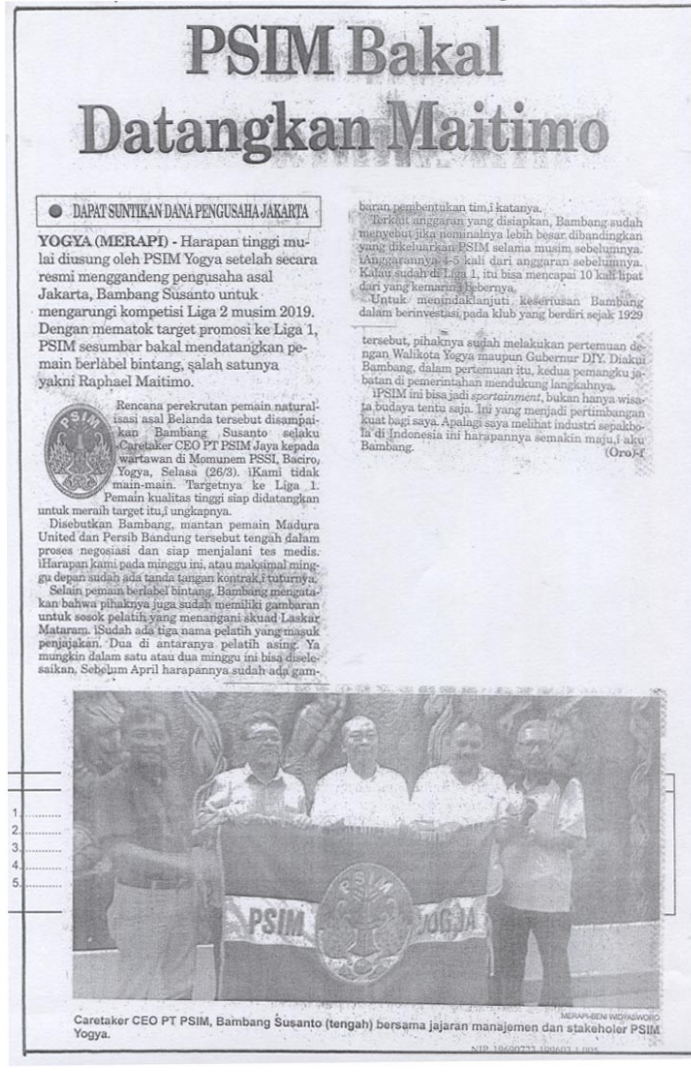 PSIM Bakal
Datangkan Maitimo
● DAPAT SUNTIKAN DANA PENGUSAHA JAKARTA
YOGYA (MERAPI) - Harapan tinggi mu-
lai diusung oleh PSIM Yogya setelah secara
resmi menggandeng pengusaha asal
Jakarta, Bambang Susanto untuk
mengarungi kompetisi Liga 2 musim 2019.
Dengan mematok target promosi ke Liga 1,
PSIM sesumbar bakal mendatangkan pe-
main berlabel bintang, salah satunya
yakni Raphael Maitimo.
PSIM
Rencana perekrutan pemain natural-
isasi asal Belanda tersebut disampai-
kan Bambang Susanto selaku
Caretaker CEO PT PSIM Jaya kepada
wartawan di Momunem PSSI, Baciro,
Yogya, Selasa (26/3). ìKami tidak
main-main. Targetnya ke Liga 1.
Pemain kualitas tinggi siap didatangkan
untuk meraih target itu,î ungkapnya.
Disebutkan Bambang, mantan pemain Madura
United dan Persib Bandung tersebut tengah dalam
proses negosiasi dan siap menjalani tes medis.
ìHarapan kami pada minggu ini, atau maksimal ming-
gu depan sudah ada tanda tangan kontrak,î tuturnya.
Selain pemain berlabel bintang, Bambang mengata-
kan bahwa pihaknya juga sudah memiliki gambaran
untuk sosok pelatih yang menangani skuad Laskar
Mataram. ìSudah ada tiga nama pelatih yang masuk
penjajakan. Dua di antaranya pelatih asing. Ya
mungkin dalam satu atau dua minggu ini bisa disele-
saikan. Sebelum April harapannya sudah ada gam-
baran pembentukan tim,î katanya.
Terkait anggaran yang disiapkan, Bambang sudah
menyebut jika nominalnya lebih besar dibandingkan
yang dikeluarkan PSIM selama musim sebelumnya.
ìAnggarannya 4-5 kali dari anggaran sebelumnya.
Kalau sudah di Liga 1, itu bisa mencapai 10 kali lipat
dari yang kemarin,î bebernya.
Untuk menindaklanjuti keseriusan Bambang
dalam berinvestasi pada klub yang berdiri sejak 1929
tersebut, pihaknya sudah melakukan pertemuan de-
ngan Walikota Yogya maupun Gubernur DIY. Diakui
Bambang, dalam pertemuan itu, kedua pemangku ja-
batan di pemerintahan mendukung langkahnya.
ìPSIM ini bisa jadi sportainment, bukan hanya wisa-
ta budaya tentu saja. Ini yang menjadi pertimbangan
kuat bagi saya. Apalagi saya melihat industri sepakbo-
la di Indonesia ini harapannya semakin maju,î aku
Bambang. (Oro)-f
1. ..........
2. ..........
3. ..........
4. ..........
5. ..........
PSIM
PSIM JOGJA
MERAPI-BENI WIDYASWORO
Caretaker CEO PT PSIM, Bambang Susanto (tengah) bersama jajaran manajemen dan stakeholer PSIM
Yogya.